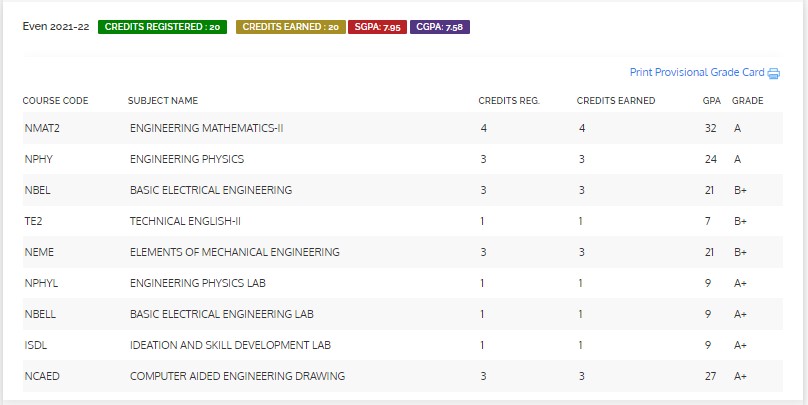 Even 2021-22 CREDITS REGISTERED : 20 CREDITS EARNED : 20 SGPA: 7.95 CGPA: 7.58
Print Provisional Grade Card
COURSE CODE SUBJECT NAME CREDITS REG. CREDITS EARNED GPA GRADE
NMAT2 ENGINEERING MATHEMATICS-II 4 4 32 A
NPHY ENGINEERING PHYSICS 3 3 24 A
NBEL BASIC ELECTRICAL ENGINEERING 3 3 21 B+
TE2 TECHNICAL ENGLISH-II 1 1 7 B+
NEME ELEMENTS OF MECHANICAL ENGINEERING 3 3 21 B+
NPHYL ENGINEERING PHYSICS LAB 1 1 9 A+
NBELL BASIC ELECTRICAL ENGINEERING LAB 1 1 9 A+
ISDL IDEATION AND SKILL DEVELOPMENT LAB 1 1 9 A+
NCAED COMPUTER AIDED ENGINEERING DRAWING 3 3 27 A+